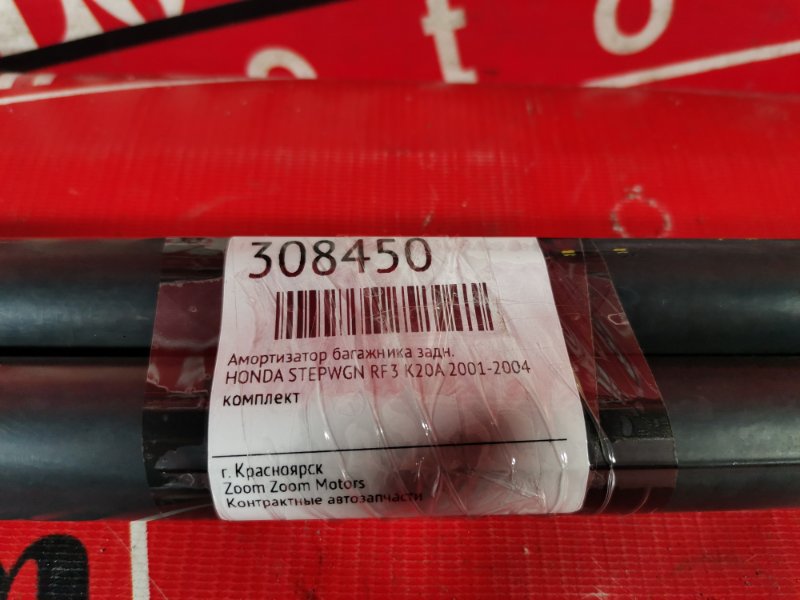 308450
Амортизатор багажника задн.
HONDA STEPWGN RF3 K20A 2001-2004
комплект
г. Красноярск
Zoom Zoom Motors
Контрактные автозапчасти